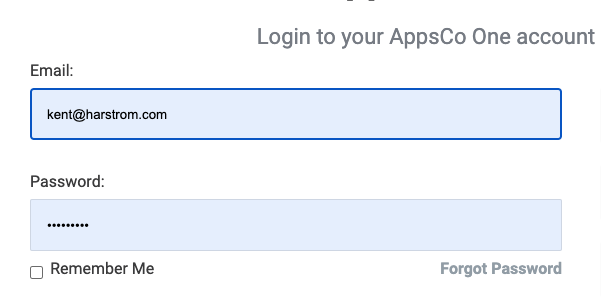 Login to your AppsCo One account
Email:
kent@harstrom.com
Password:
•••••••••
Remember Me
Forgot Password